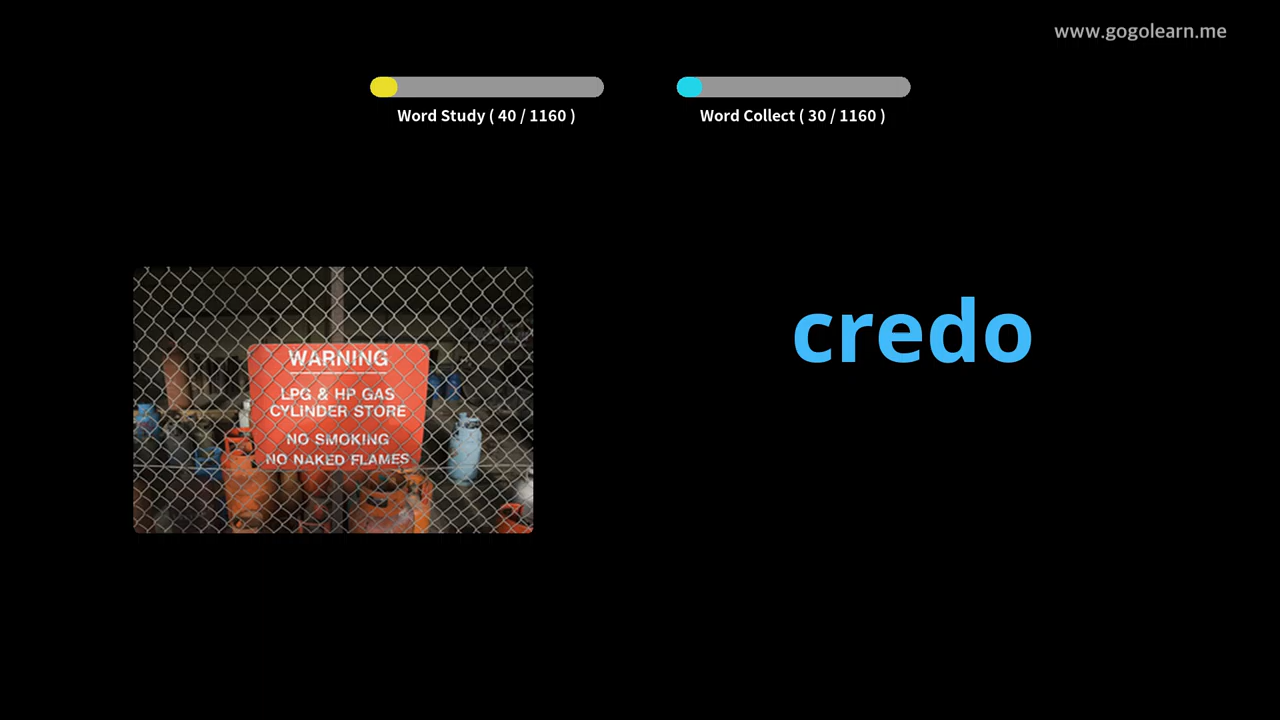 www.gogolearn.me
Word Study ( 40 / 1160 )
Word Collect ( 30 / 1160 )
WARNING
LPG & HP GAS
CYLINDER STORE
NO SMOKING
NO NAKED FLAMES
credo